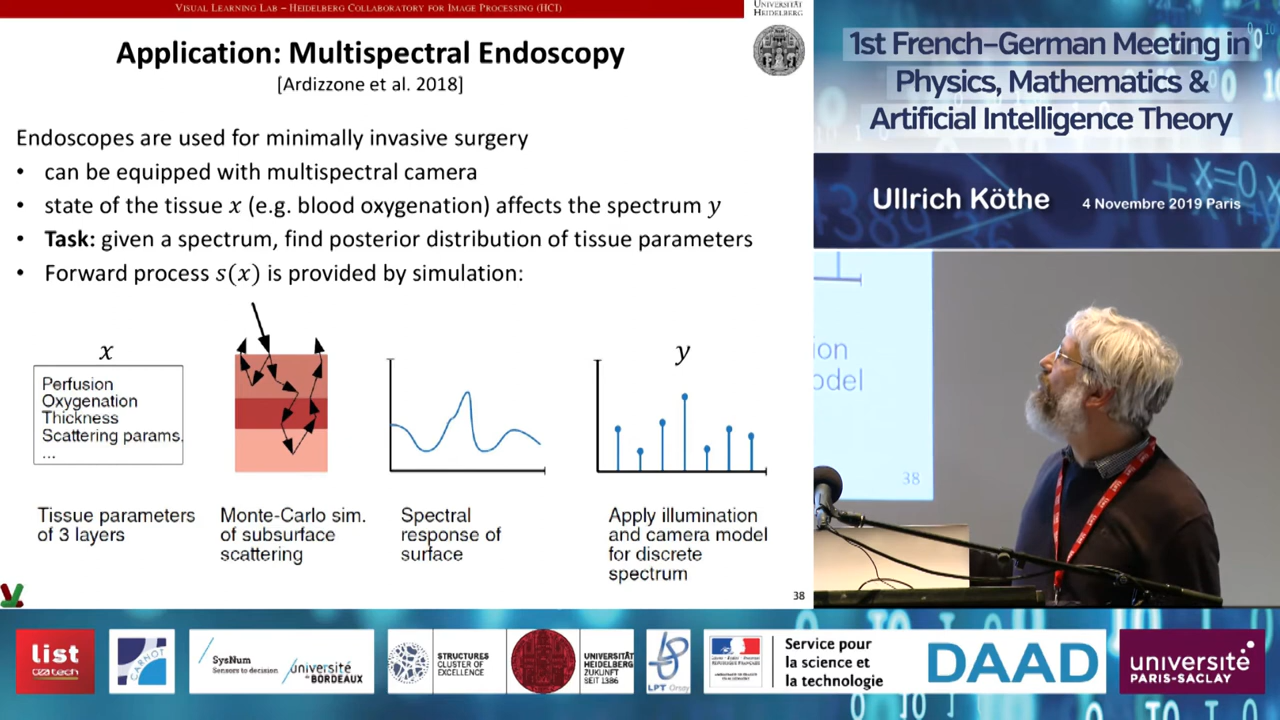 VISUAL LEARNING LAB – HEIDELBERG COLLABORATORY FOR IMAGE PROCESSING (HCI)
UNIVERSITÄT
HEIDELBERG
Application: Multispectral Endoscopy
[Ardizzone et al. 2018]
Endoscopes are used for minimally invasive surgery
• can be equipped with multispectral camera
• state of the tissue x (e.g. blood oxygenation) affects the spectrum y
• Task: given a spectrum, find posterior distribution of tissue parameters
• Forward process s(x) is provided by simulation:
x
Perfusion
Oxygenation
Thickness
Scattering params.
...
y
Tissue parameters
of 3 layers
Monte-Carlo sim.
of subsurface
scattering
Spectral
response of
surface
Apply illumination
and camera model
for discrete
spectrum
38
1st French–German Meeting in
Physics, Mathematics &
Artificial Intelligence Theory
Ullrich Köthe 4 Novembre 2019 Paris
ion
odel
38
list
ceatech
CARNOT
SysNum
Sensors to decision
université
de BORDEAUX
STRUCTURES
CLUSTER OF
EXCELLENCE
UNIVERSITÄT
HEIDELBERG
ZUKUNFT
SEIT 1386
LPT Orsay
Service pour
la science et
la technologie
DAAD
université
PARIS-SACLAY